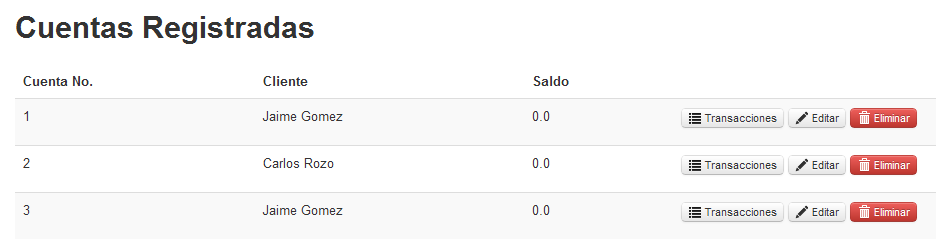 Cuentas Registradas
Cuenta No. Cliente Saldo
1 Jaime Gomez 0.0 Transacciones Editar Eliminar
2 Carlos Rozo 0.0 Transacciones Editar Eliminar
3 Jaime Gomez 0.0 Transacciones Editar Eliminar